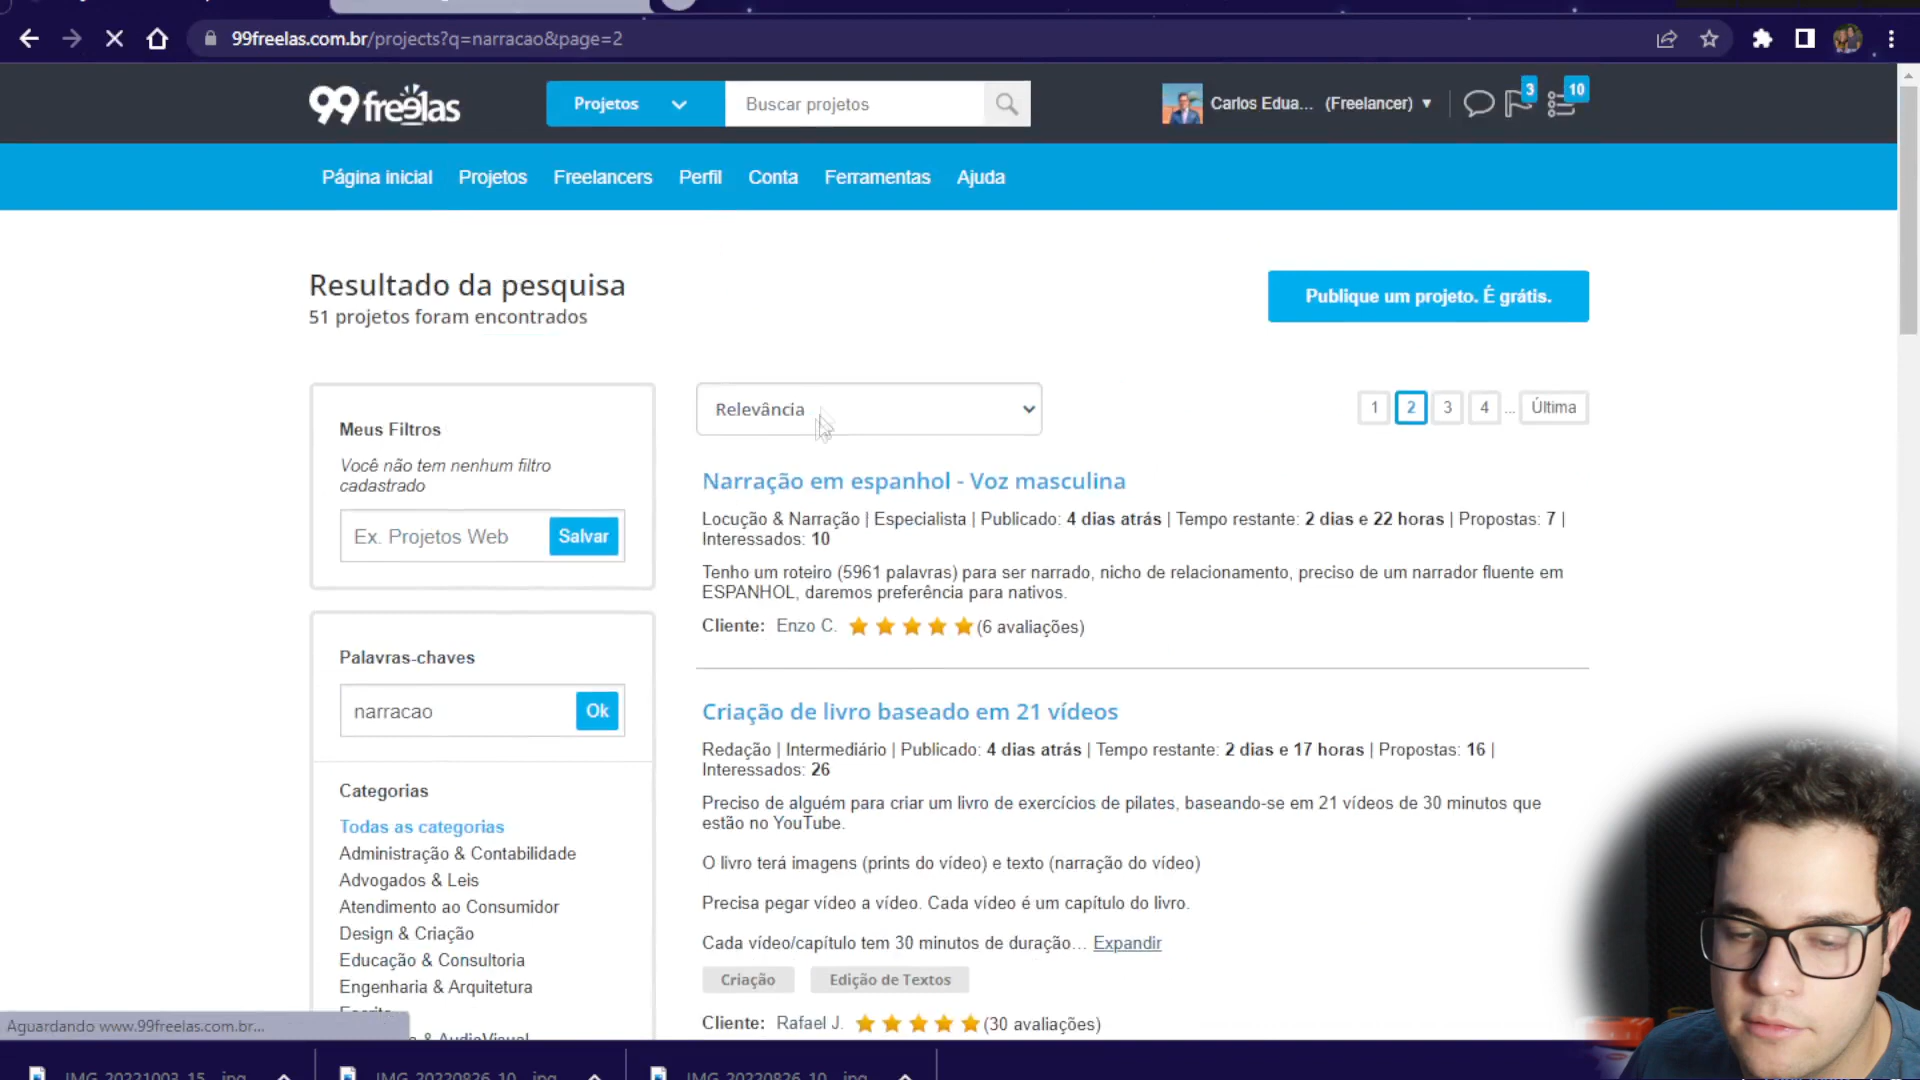 99freelas.com.br/projects?q=narracao&page=2
99freelas
Projetos
Buscar projetos
Carlos Edua... (Freelancer)
3
10
Página inicial
Projetos
Freelancers
Perfil
Conta
Ferramentas
Ajuda
Resultado da pesquisa
51 projetos foram encontrados
Publique um projeto. É grátis.
Meus Filtros
Você não tem nenhum filtro
cadastrado
Ex. Projetos Web
Salvar
Palavras-chaves
narracao
Ok
Categorias
Todas as categorias
Administração & Contabilidade
Advogados & Leis
Atendimento ao Consumidor
Design & Criação
Educação & Consultoria
Engenharia & Arquitetura
Relevância
1
2
3
4
...
Última
Narração em espanhol - Voz masculina
Locução & Narração | Especialista | Publicado: 4 dias atrás | Tempo restante: 2 dias e 22 horas | Propostas: 7 |
Interessados: 10
Tenho um roteiro (5961 palavras) para ser narrado, nicho de relacionamento, preciso de um narrador fluente em
ESPANHOL, daremos preferência para nativos.
Cliente: Enzo C. (6 avaliações)
Criação de livro baseado em 21 vídeos
Redação | Intermediário | Publicado: 4 dias atrás | Tempo restante: 2 dias e 17 horas | Propostas: 16 |
Interessados: 26
Preciso de alguém para criar um livro de exercícios de pilates, baseando-se em 21 vídeos de 30 minutos que
estão no YouTube.
O livro terá imagens (prints do vídeo) e texto (narração do vídeo)
Precisa pegar vídeo a vídeo. Cada vídeo é um capítulo do livro.
Cada vídeo/capítulo tem 30 minutos de duração... Expandir
Criação
Edição de Textos
Cliente: Rafael J. (30 avaliações)
Aguardando www.99freelas.com.br...
& AudioVisual
IMG_20221003_15....jpg
IMG_20220826_10....jpg
IMG_20220826_10....jpg